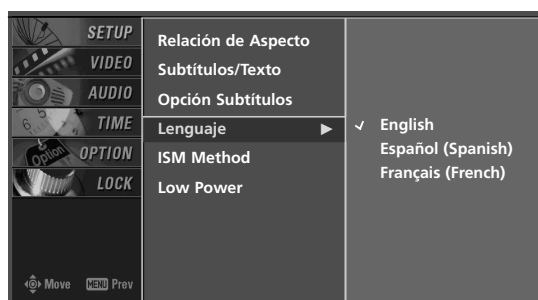 SETUP
VIDEO
AUDIO
TIME
OPTION
LOCK
Move MENU Prev
Relación de Aspecto
Subtítulos/Texto
Opción Subtítulos
Lenguaje ▶
ISM Method
Low Power
✓ English
Español (Spanish)
Français (French)